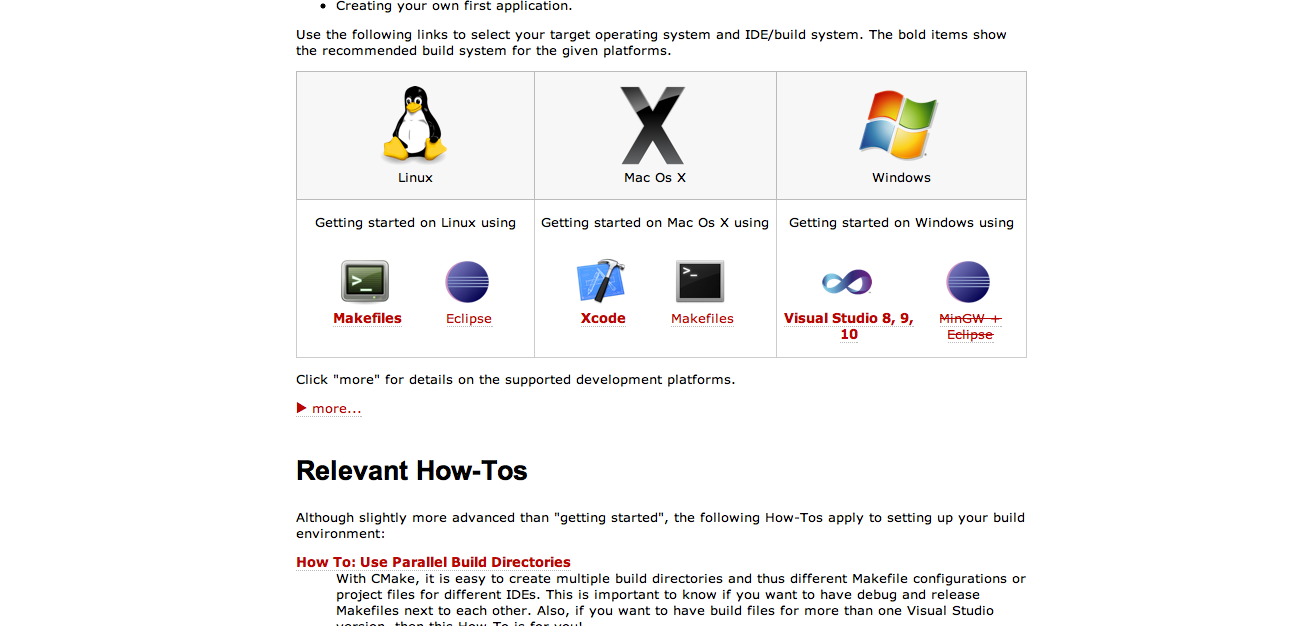 Creating your own first application.
Use the following links to select your target operating system and IDE/build system. The bold items show
the recommended build system for the given platforms.
Linux
Mac Os X
Windows
Getting started on Linux using
Getting started on Mac Os X using
Getting started on Windows using
Makefiles
Eclipse
Xcode
Makefiles
Visual Studio 8, 9,
10
MinGW +
Eclipse
Click "more" for details on the supported development platforms.
more...
Relevant How-Tos
Although slightly more advanced than "getting started", the following How-Tos apply to setting up your build
environment:
How To: Use Parallel Build Directories
With CMake, it is easy to create multiple build directories and thus different Makefile configurations or
project files for different IDEs. This is important to know if you want to have debug and release
Makefiles next to each other. Also, if you want to have build files for more than one Visual Studio
version, then this How-To is for you!